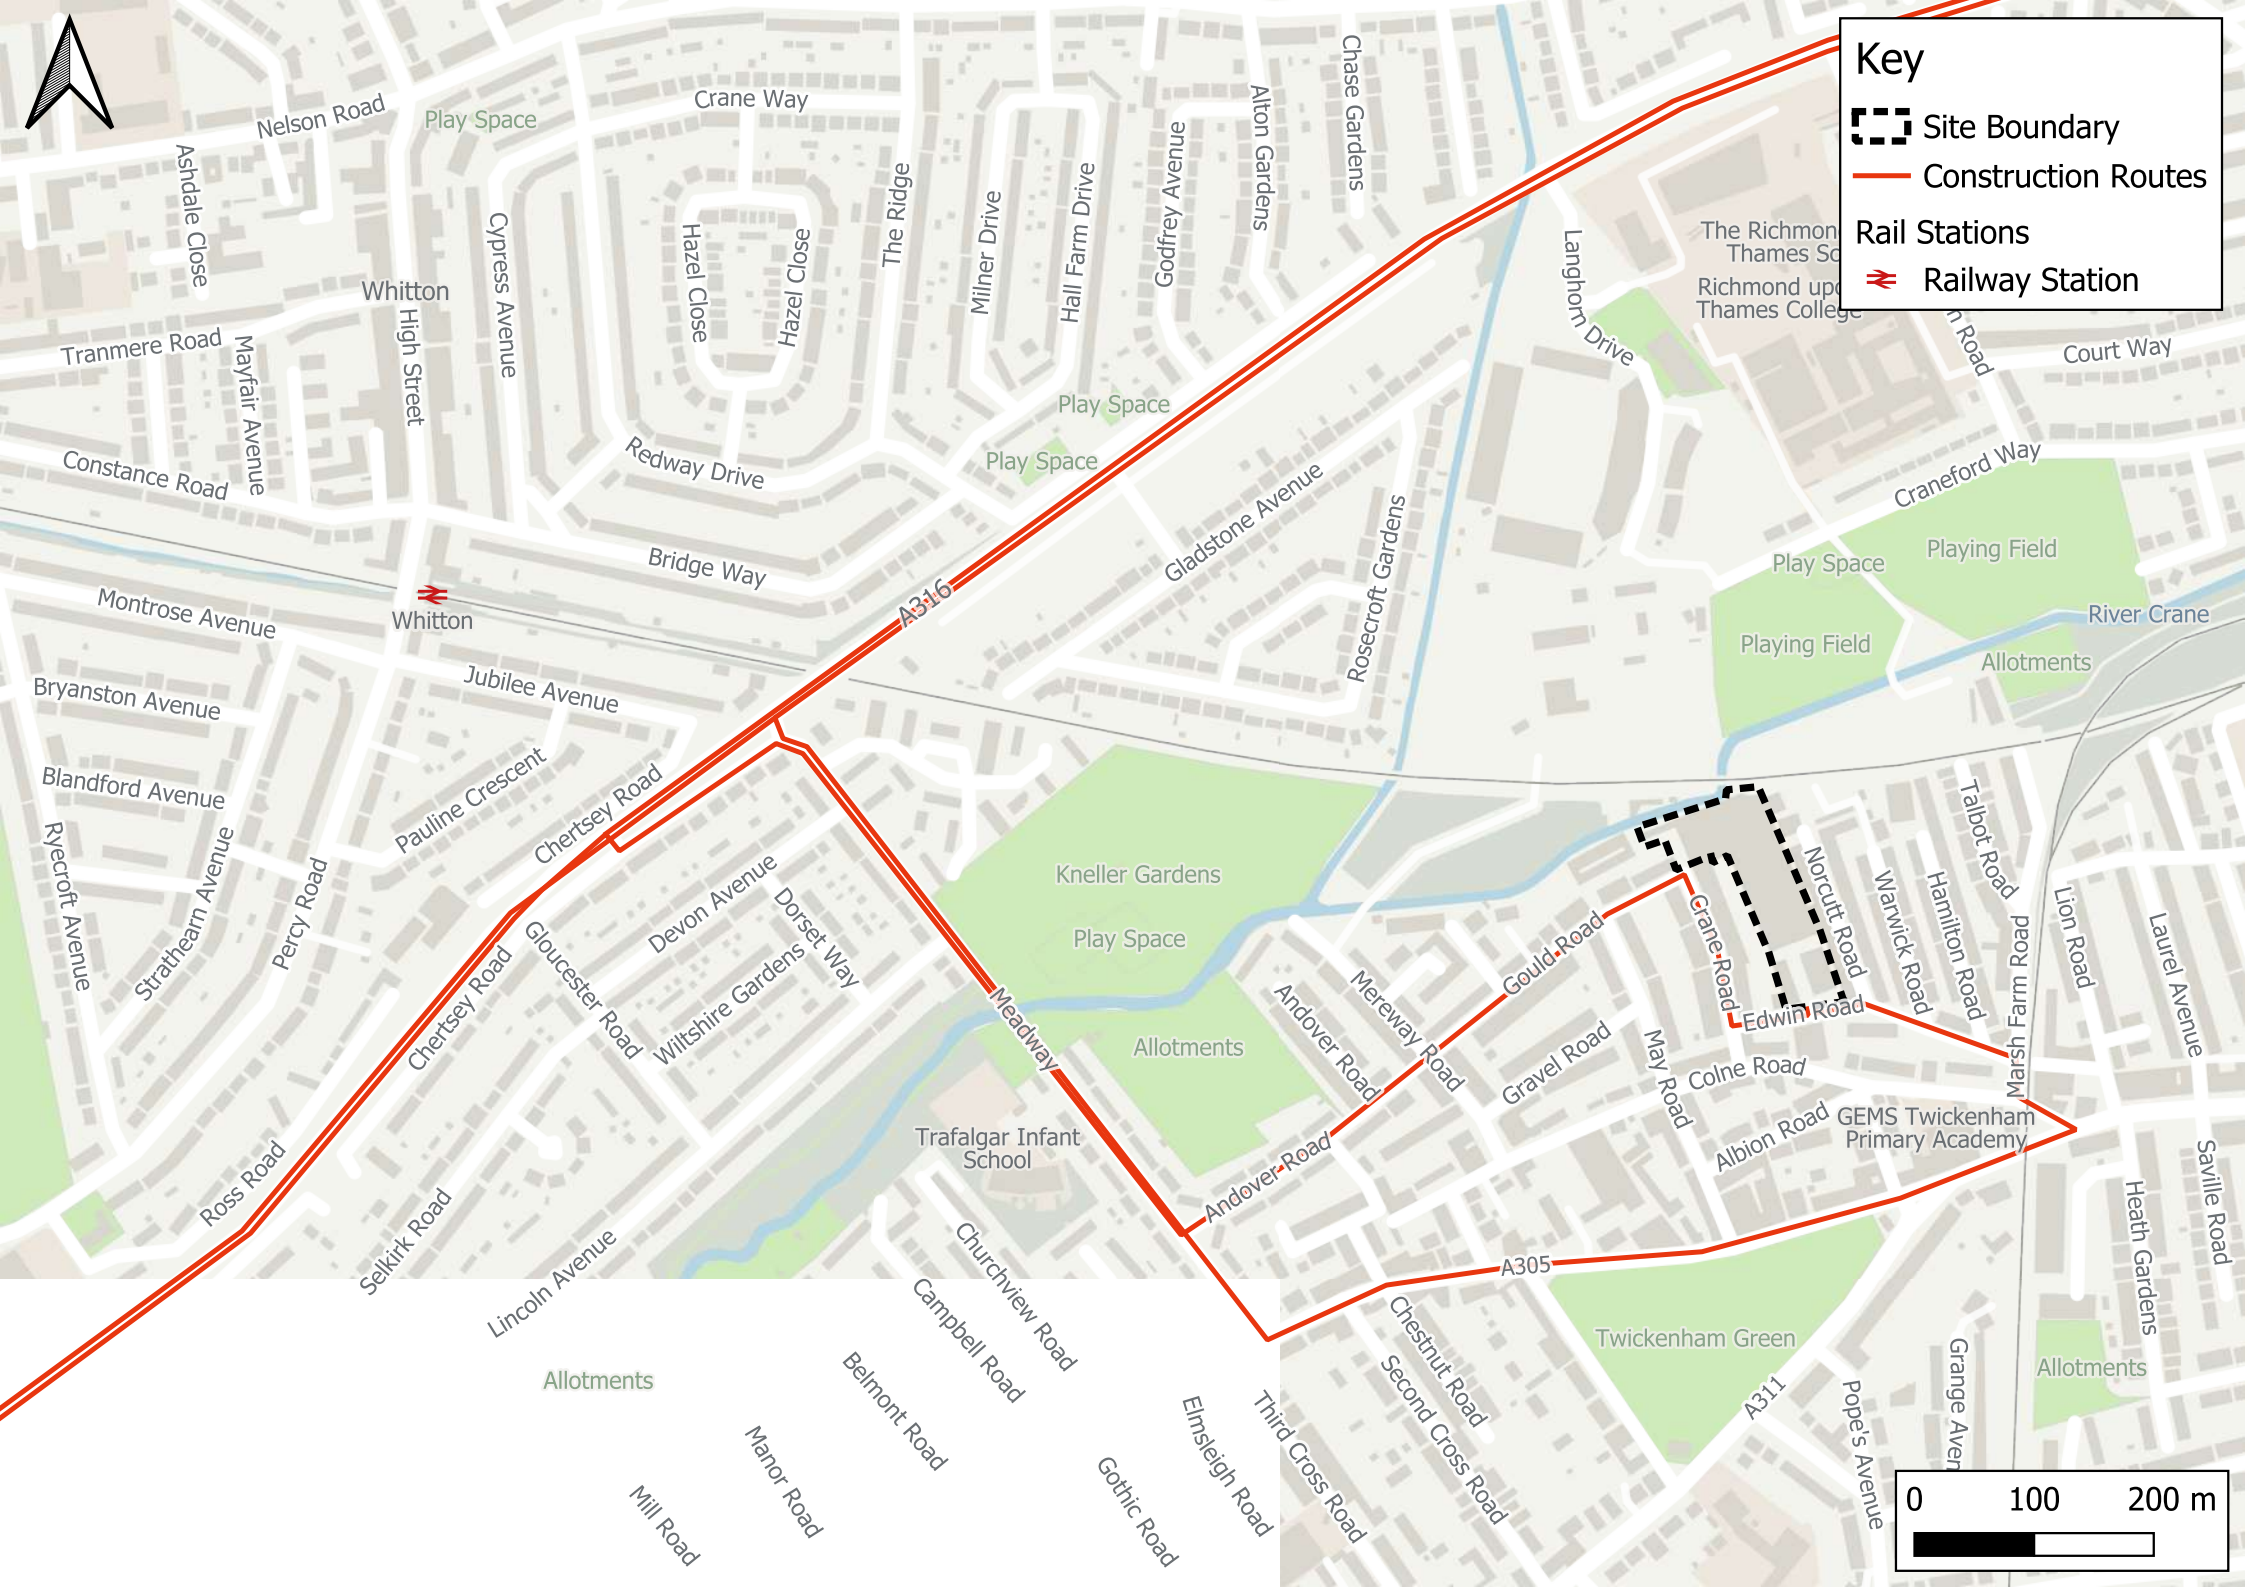 Key
Site Boundary
Construction Routes
Rail Stations
Railway Station
Nelson Road
Play Space
Crane Way
Chase Gardens
Alton Gardens
Ashdale Close
Godfrey Avenue
The Ridge
Milner Drive
Hall Farm Drive
Cypress Avenue
Hazel Close
Hazel Close
Langhorn Drive
The Richmon
Thames Sc
Richmond upo
Thames College
Whitton
High Street
Tranmere Road
Mayfair Avenue
Court Way
Play Space
Play Space
Redway Drive
Constance Road
Craneford Way
Gladstone Avenue
Rosecroft Gardens
Bridge Way
A316
Play Space
Playing Field
Playing Field
River Crane
Allotments
Montrose Avenue
Whitton
Jubilee Avenue
Bryanston Avenue
Blandford Avenue
Pauline Crescent
Chertsey Road
Ryecroft Avenue
Strathearn Avenue
Percy Road
Kneller Gardens
Play Space
Talbot Road
Norcutt Road
Warwick Road
Hamilton Road
Crane Road
Lion Road
Laurel Avenue
Marsh Farm Road
Devon Avenue
Dorset Way
Gloucester Road
Wiltshire Gardens
Chertsey Road
Gould Road
Mereway Road
Andover Road
Meadway
Allotments
Edwin Road
Gravel Road
May Road
Colne Road
Albion Road
GEMS Twickenham
Primary Academy
Trafalgar Infant
School
Andover Road
Ross Road
Selkirk Road
Lincoln Avenue
Churchview Road
Campbell Road
A305
Saville Road
Heath Gardens
Chestnut Road
Second Cross Road
Twickenham Green
Allotments
Allotments
Belmont Road
Manor Road
Mill Road
Gothic Road
Elmsleigh Road
Third Cross Road
A311
Pope's Avenue
Grange Aven
0 100 200 m